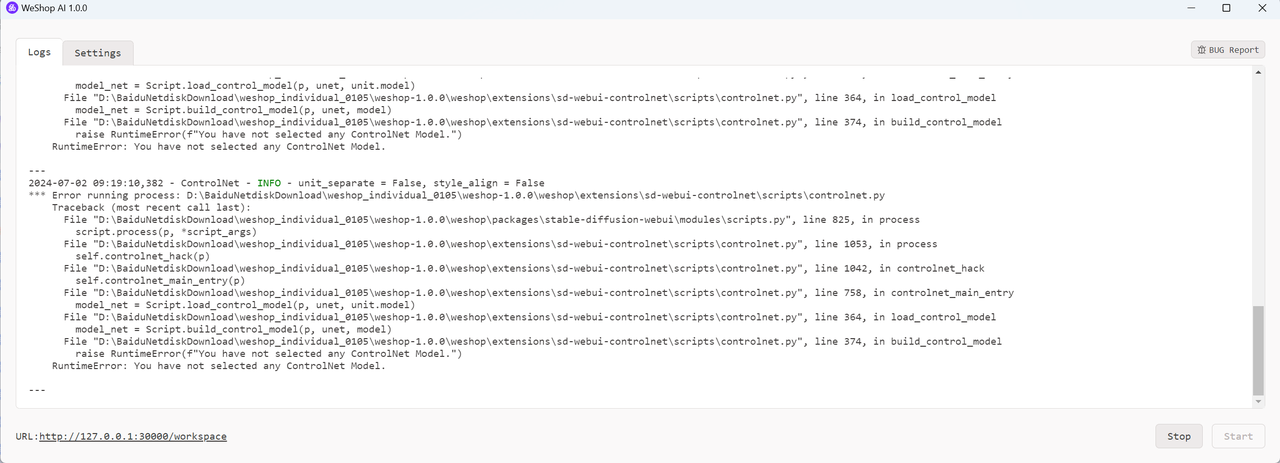 WeShop AI 1.0.0
Logs
Settings
BUG Report
model_net = Script.load_control_model(p, unet, unit.model)
File "D:\BaiduNetdiskDownload\weshop_individual_0105\weshop-1.0.0\weshop\extensions\sd-webui-controlnet\scripts\controlnet.py", line 364, in load_control_model
model_net = Script.build_control_model(p, unet, model)
File "D:\BaiduNetdiskDownload\weshop_individual_0105\weshop-1.0.0\weshop\extensions\sd-webui-controlnet\scripts\controlnet.py", line 374, in build_control_model
raise RuntimeError(f"You have not selected any ControlNet Model.")
RuntimeError: You have not selected any ControlNet Model.
---
2024-07-02 09:19:10,382 - ControlNet - INFO - unit_separate = False, style_align = False
*** Error running process: D:\BaiduNetdiskDownload\weshop_individual_0105\weshop-1.0.0\weshop\extensions\sd-webui-controlnet\scripts\controlnet.py
Traceback (most recent call last):
File "D:\BaiduNetdiskDownload\weshop_individual_0105\weshop-1.0.0\weshop\packages\stable-diffusion-webui\modules\scripts.py", line 825, in process
script.process(p, *script_args)
File "D:\BaiduNetdiskDownload\weshop_individual_0105\weshop-1.0.0\weshop\extensions\sd-webui-controlnet\scripts\controlnet.py", line 1053, in process
self.controlnet_hack(p)
File "D:\BaiduNetdiskDownload\weshop_individual_0105\weshop-1.0.0\weshop\extensions\sd-webui-controlnet\scripts\controlnet.py", line 1042, in controlnet_hack
self.controlnet_main_entry(p)
File "D:\BaiduNetdiskDownload\weshop_individual_0105\weshop-1.0.0\weshop\extensions\sd-webui-controlnet\scripts\controlnet.py", line 758, in controlnet_main_entry
model_net = Script.load_control_model(p, unet, unit.model)
File "D:\BaiduNetdiskDownload\weshop_individual_0105\weshop-1.0.0\weshop\extensions\sd-webui-controlnet\scripts\controlnet.py", line 364, in load_control_model
model_net = Script.build_control_model(p, unet, model)
File "D:\BaiduNetdiskDownload\weshop_individual_0105\weshop-1.0.0\weshop\extensions\sd-webui-controlnet\scripts\controlnet.py", line 374, in build_control_model
raise RuntimeError(f"You have not selected any ControlNet Model.")
RuntimeError: You have not selected any ControlNet Model.
---
URL:http://127.0.0.1:30000/workspace
Stop
Start